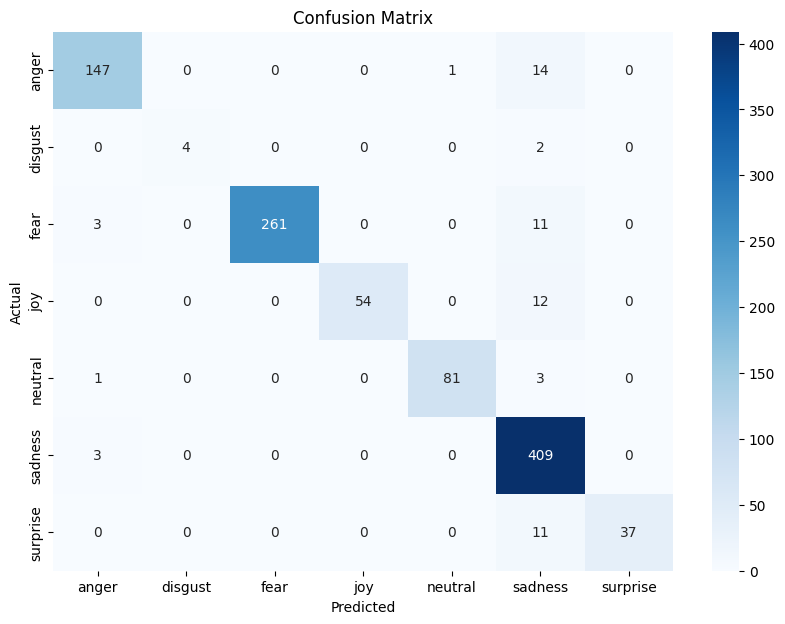 Confusion Matrix
anger 147 0 0 0 1 14 0
disgust 0 4 0 0 0 2 0
fear 3 0 261 0 0 11 0
joy 0 0 0 54 0 12 0
neutral 1 0 0 0 81 3 0
sadness 3 0 0 0 0 409 0
surprise 0 0 0 0 0 11 37
anger disgust fear joy neutral sadness surprise
Predicted
Actual
400
350
300
250
200
150
100
50
0